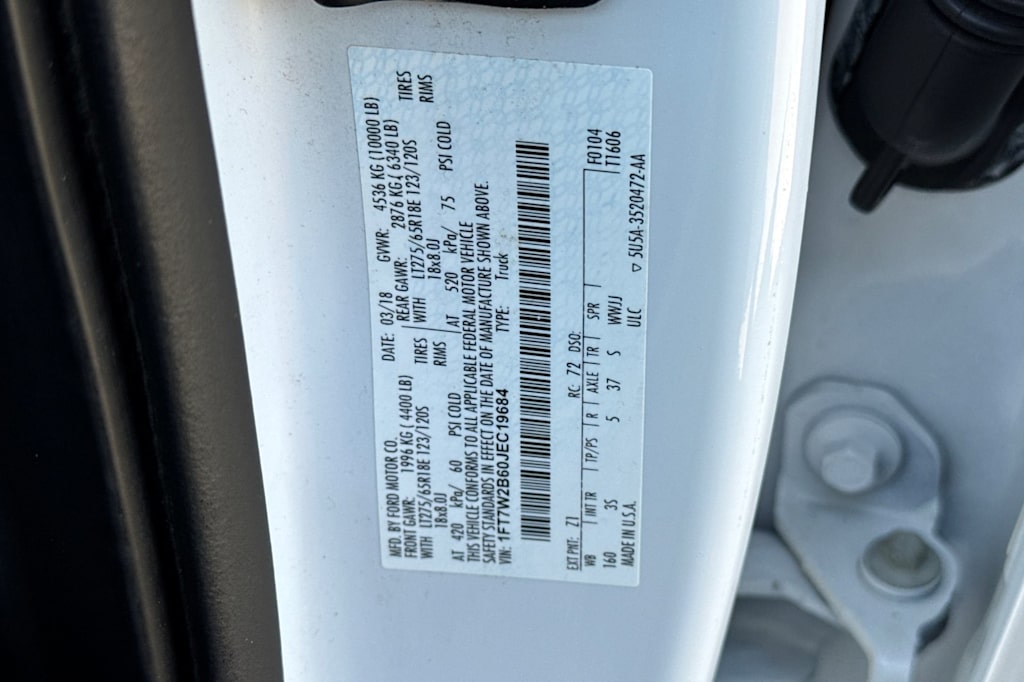 MFD. BY FORD MOTOR CO. DATE: 03/18 GVWR: 4536 KG (10000 LB)
FRONT GAWR: 1996 KG ( 4400 LB) REAR GAWR: 2876 KG ( 6340 LB)
WITH LT275/65R18E 123/120S TIRES WITH LT275/65R18E 123/120S TIRES
18x8.0J RIMS 18x8.0J RIMS
AT 420 kPa/ 60 PSI COLD AT 520 kPa/ 75 PSI COLD
THIS VEHICLE CONFORMS TO ALL APPLICABLE FEDERAL MOTOR VEHICLE
SAFETY STANDARDS IN EFFECT ON THE DATE OF MANUFACTURE SHOWN ABOVE.
VIN: 1FT7W2B60JEC19684 TYPE: Truck
EXT PNT: Z1 RC: 72 DSO:
WB INT TR TP/PS R AXLE TR SPR F0104
160 3S 5 37 S WWJJ T1606
MADE IN U.S.A. ULC ▽ 5U5A-3520472-AA